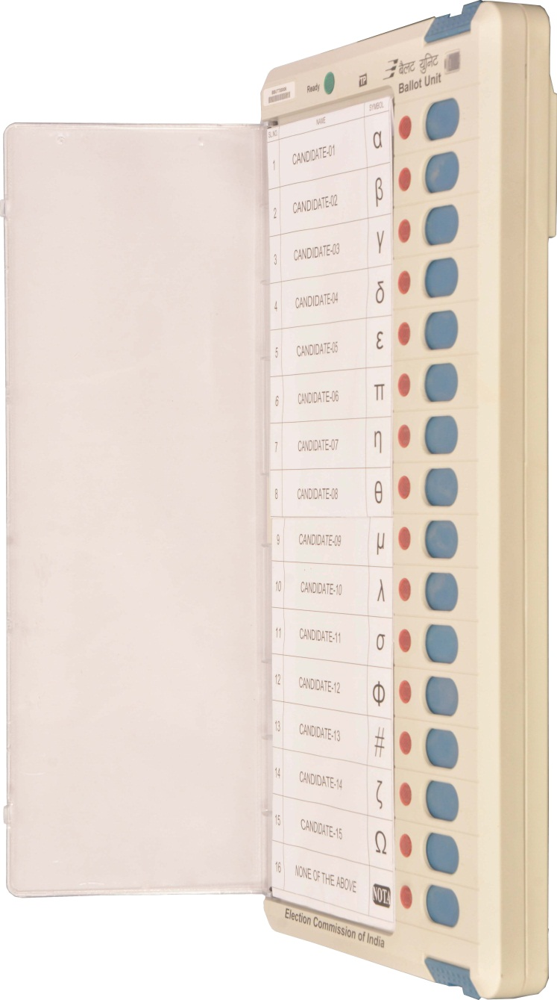 बैलट युनिट
Ready TP Ballot Unit
SL.NO. NAME SYMBOL
1 CANDIDATE-01 α
2 CANDIDATE-02 β
3 CANDIDATE-03 γ
4 CANDIDATE-04 δ
5 CANDIDATE-05 ε
6 CANDIDATE-06 π
7 CANDIDATE-07 η
8 CANDIDATE-08 θ
9 CANDIDATE-09 μ
10 CANDIDATE-10 λ
11 CANDIDATE-11 σ
12 CANDIDATE-12 Φ
13 CANDIDATE-13 #
14 CANDIDATE-14 ζ
15 CANDIDATE-15 Ω
16 NONE OF THE ABOVE NOTA
Election Commission of India